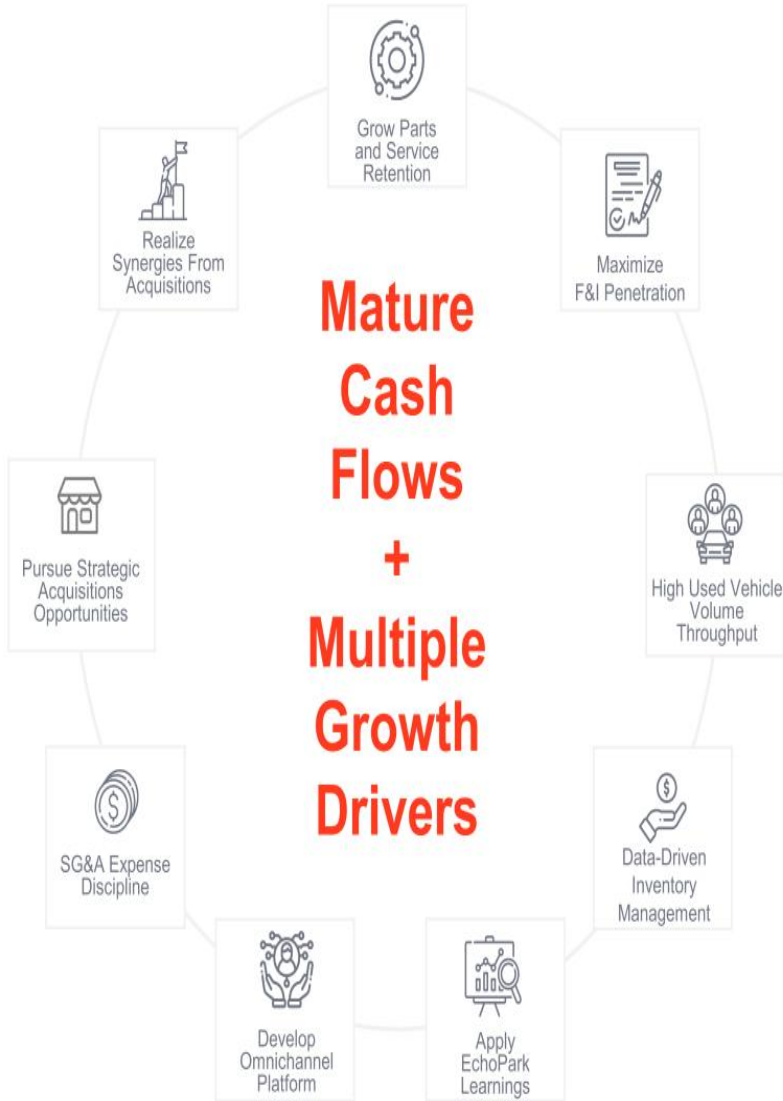 Grow Parts
and Service
Retention
Realize
Synergies From
Acquisitions
Maximize
F&I Penetration
Mature
Cash
Flows
+
Multiple
Growth
Drivers
Pursue Strategic
Acquisitions
Opportunities
High Used Vehicle
Volume
Throughput
SG&A Expense
Discipline
Data-Driven
Inventory
Management
Develop
Omnichannel
Platform
Apply
EchoPark
Learnings